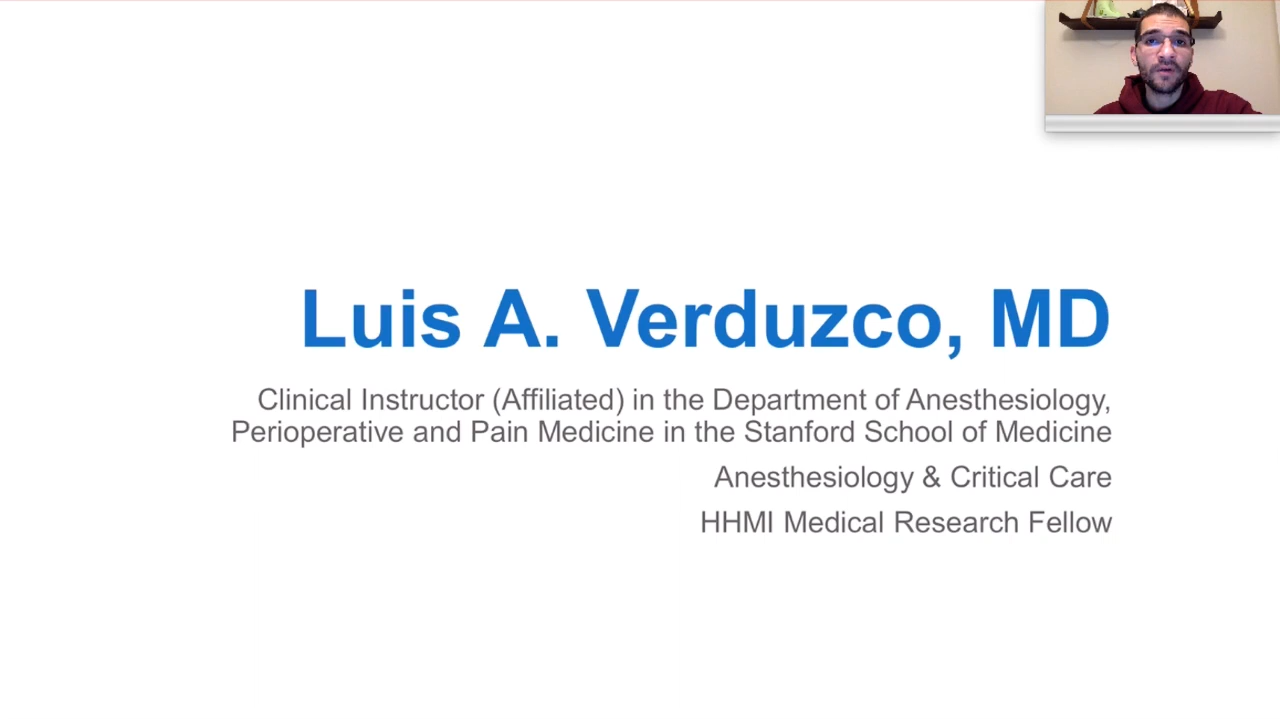 Luis A. Verduzco, MD
Clinical Instructor (Affiliated) in the Department of Anesthesiology,
Perioperative and Pain Medicine in the Stanford School of Medicine
Anesthesiology & Critical Care
HHMI Medical Research Fellow